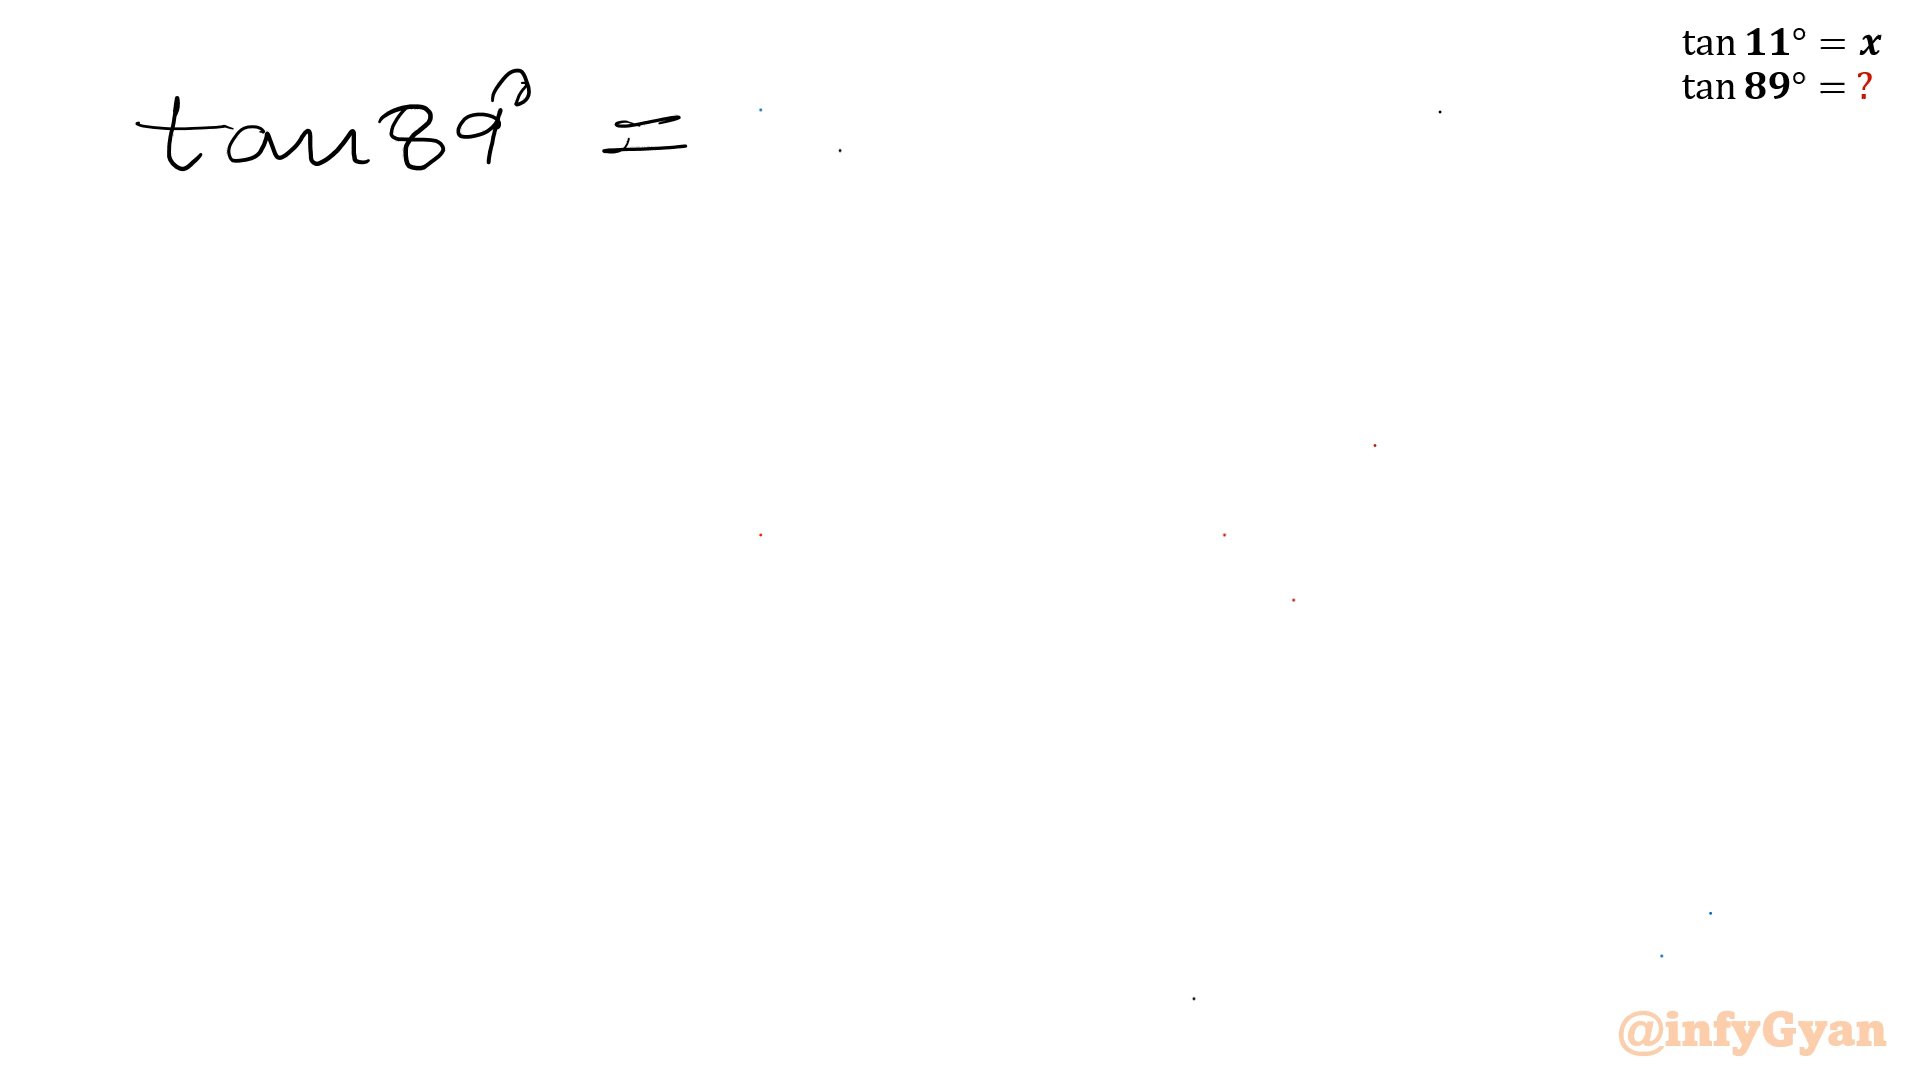 tan 11° = x
tan 89° = ?
tan 89° =
@infyGyan